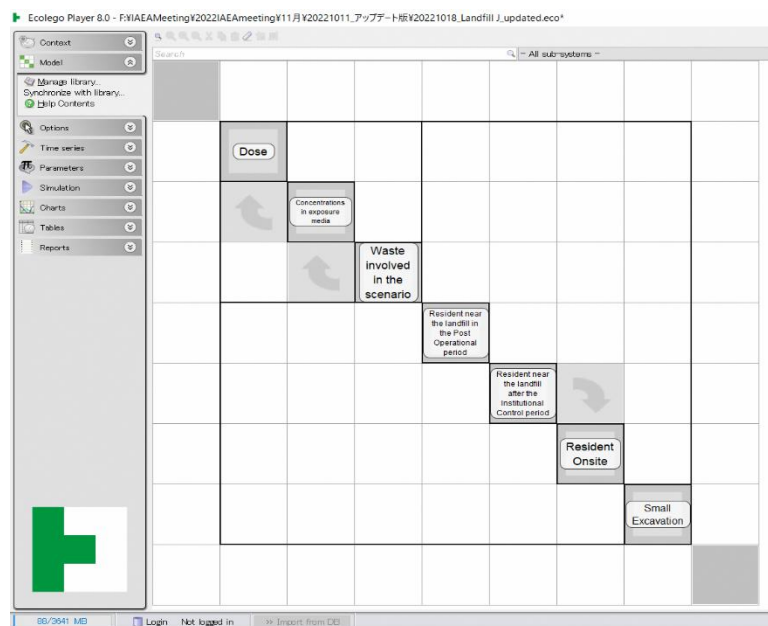 Ecolego Player 8.0 - F:¥IAEAMeeting¥2022IAEAmeeting¥11月¥20221011_アップデート版¥20221018_Landfill J_updated.eco*
Context
Model
Manage library...
Synchronize with library...
Help Contents
Options
Time series
Parameters
Simulation
Charts
Tables
Reports
Search
- All sub-systems -
Dose
Concentrations
in exposure
media
Waste
involved
in the
scenario
Resident near
the landfill in
the Post
Operational
period
Resident near
the landfill
after the
Institutional
Control period
Resident
Onsite
Small
Excavation
88/3641 MB
Login
Not logged in
>> Import from DB